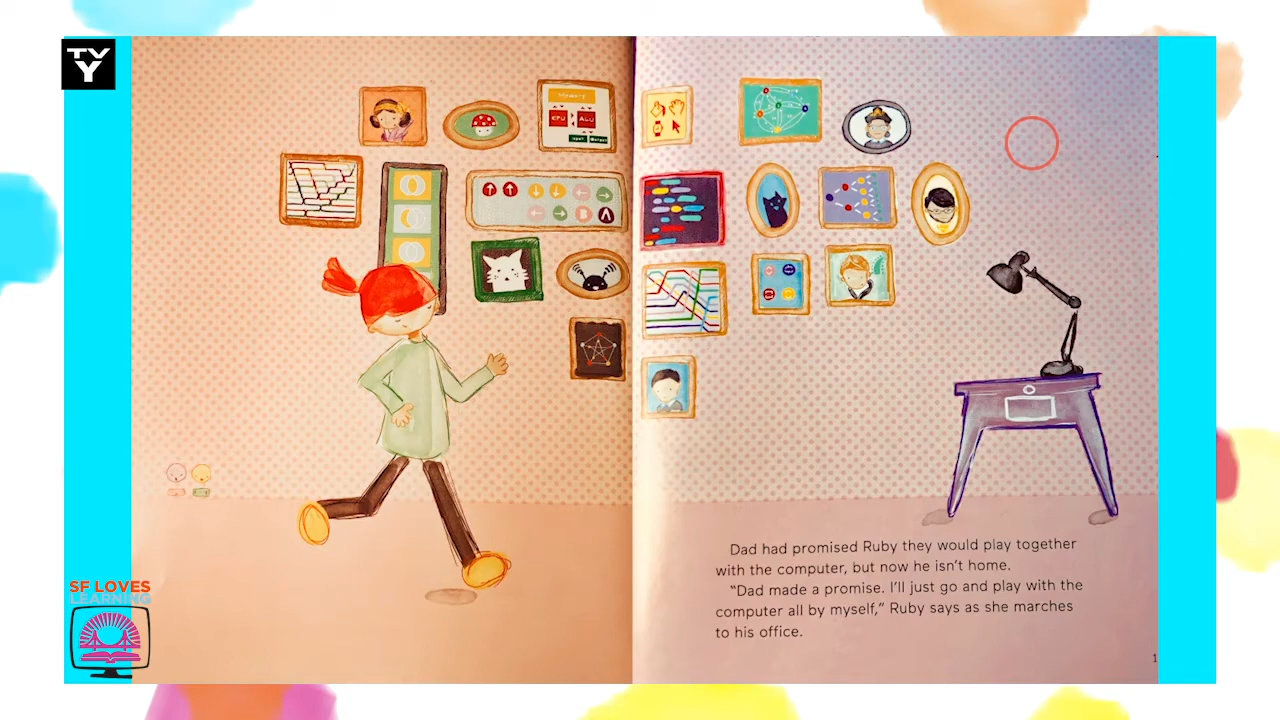 TV
Y
Memory
CPU
ALU
Input
Output
Dad had promised Ruby they would play together
with the computer, but now he isn't home.
"Dad made a promise. I'll just go and play with the
computer all by myself," Ruby says as she marches
to his office.
SF LOVES
LEARNING